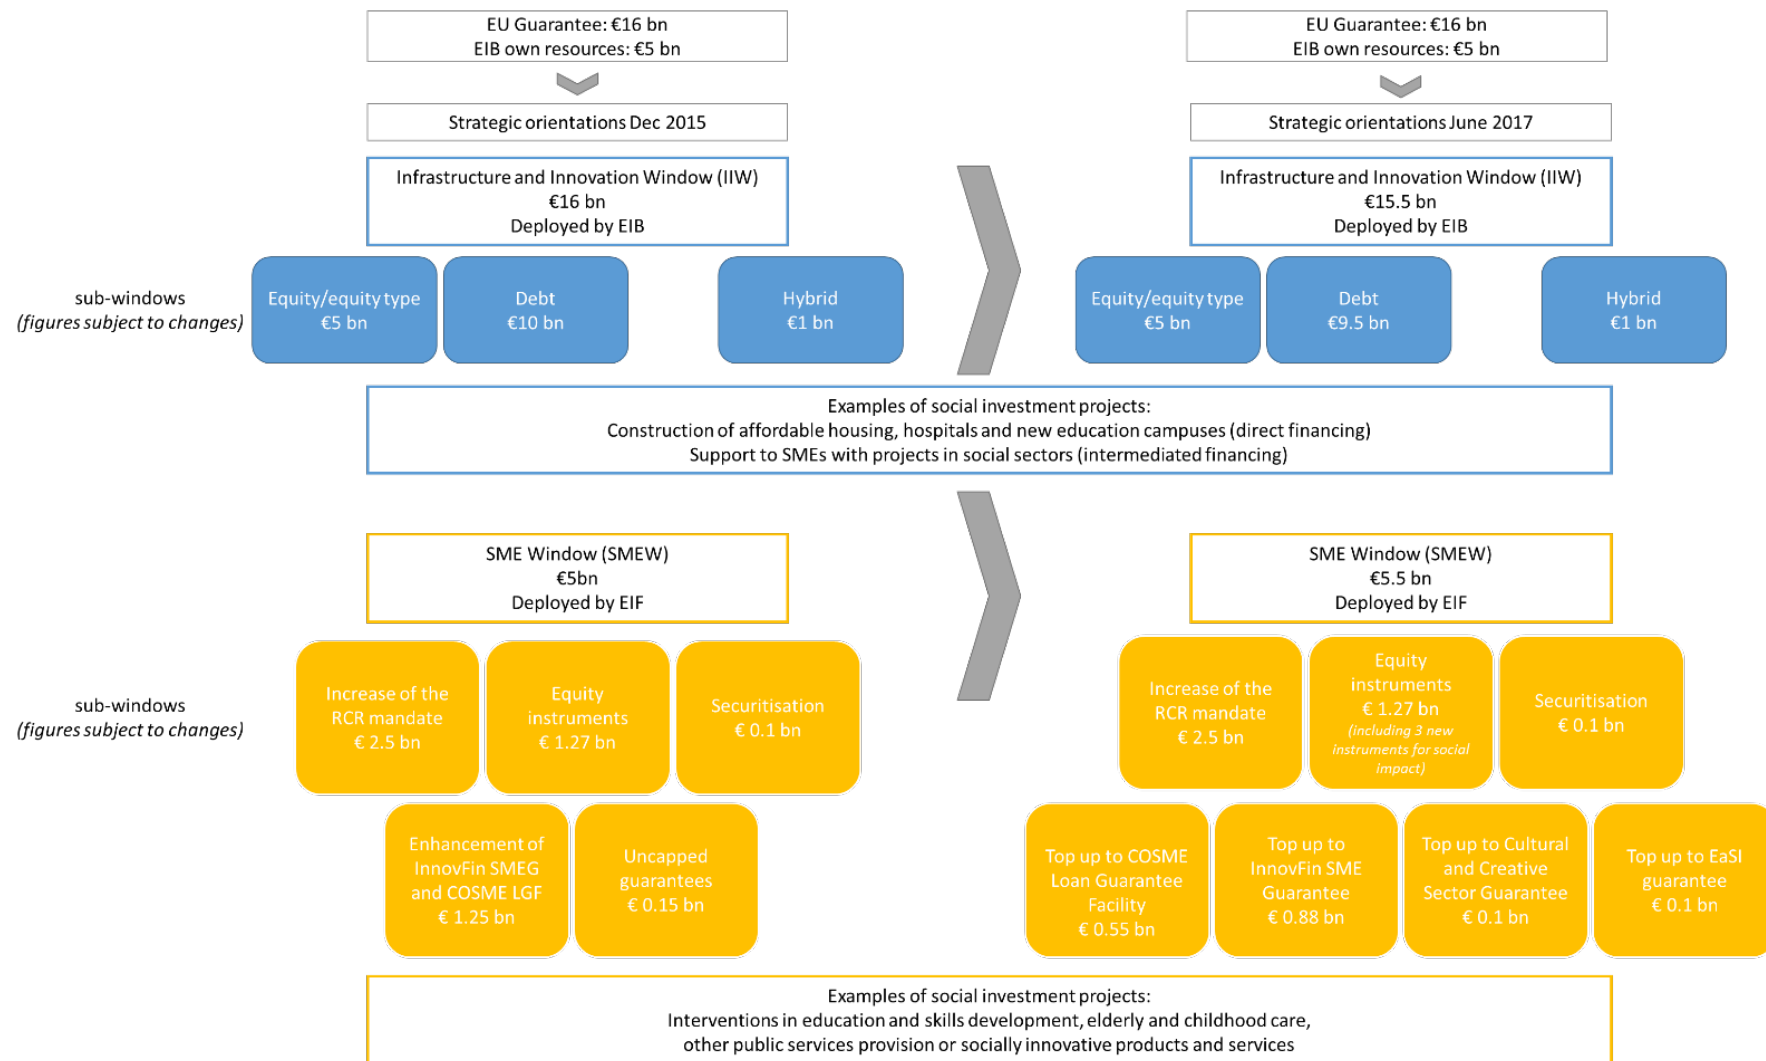 EU Guarantee: €16 bn
EIB own resources: €5 bn
EU Guarantee: €16 bn
EIB own resources: €5 bn
Strategic orientations Dec 2015
Strategic orientations June 2017
Infrastructure and Innovation Window (IIW)
€16 bn
Deployed by EIB
Infrastructure and Innovation Window (IIW)
€15.5 bn
Deployed by EIB
sub-windows
(figures subject to changes)
Equity/equity type
€5 bn
Debt
€10 bn
Hybrid
€1 bn
Equity/equity type
€5 bn
Debt
€9.5 bn
Hybrid
€1 bn
Examples of social investment projects:
Construction of affordable housing, hospitals and new education campuses (direct financing)
Support to SMEs with projects in social sectors (intermediated financing)
SME Window (SMEW)
€5bn
Deployed by EIF
SME Window (SMEW)
€5.5 bn
Deployed by EIF
sub-windows
(figures subject to changes)
Increase of the
RCR mandate
€ 2.5 bn
Equity
instruments
€ 1.27 bn
Securitisation
€ 0.1 bn
Increase of the
RCR mandate
€ 2.5 bn
Equity
instruments
€ 1.27 bn
(including 3 new
instruments for social
impact)
Securitisation
€ 0.1 bn
Enhancement of
InnovFin SMEG
and COSME LGF
€ 1.25 bn
Uncapped
guarantees
€ 0.15 bn
Top up to COSME
Loan Guarantee
Facility
€ 0.55 bn
Top up to
InnovFin SME
Guarantee
€ 0.88 bn
Top up to Cultural
and Creative
Sector Guarantee
€ 0.1 bn
Top up to EaSI
guarantee
€ 0.1 bn
Examples of social investment projects:
Interventions in education and skills development, elderly and childhood care,
other public services provision or socially innovative products and services